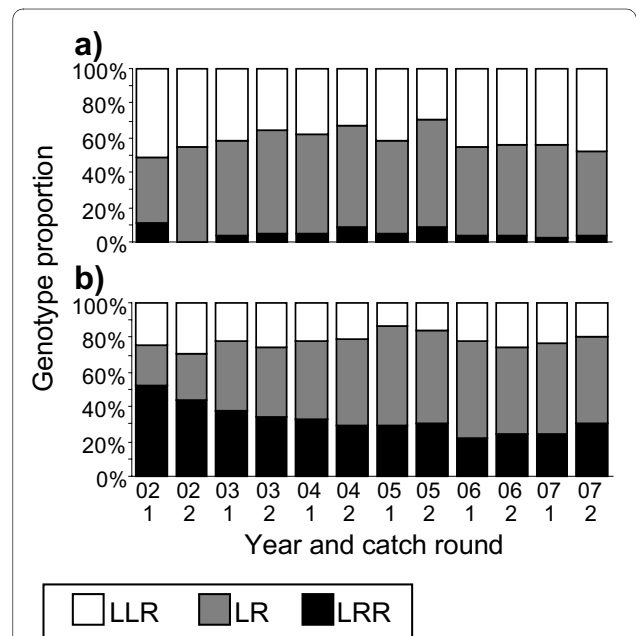 a)
100%
80%
60%
40%
20%
0%
b)
100%
80%
60%
40%
20%
0%
Genotype proportion
02 02 03 03 04 04 05 05 06 06 07 07
1 2 1 2 1 2 1 2 1 2 1 2
Year and catch round
LLR LR LRR